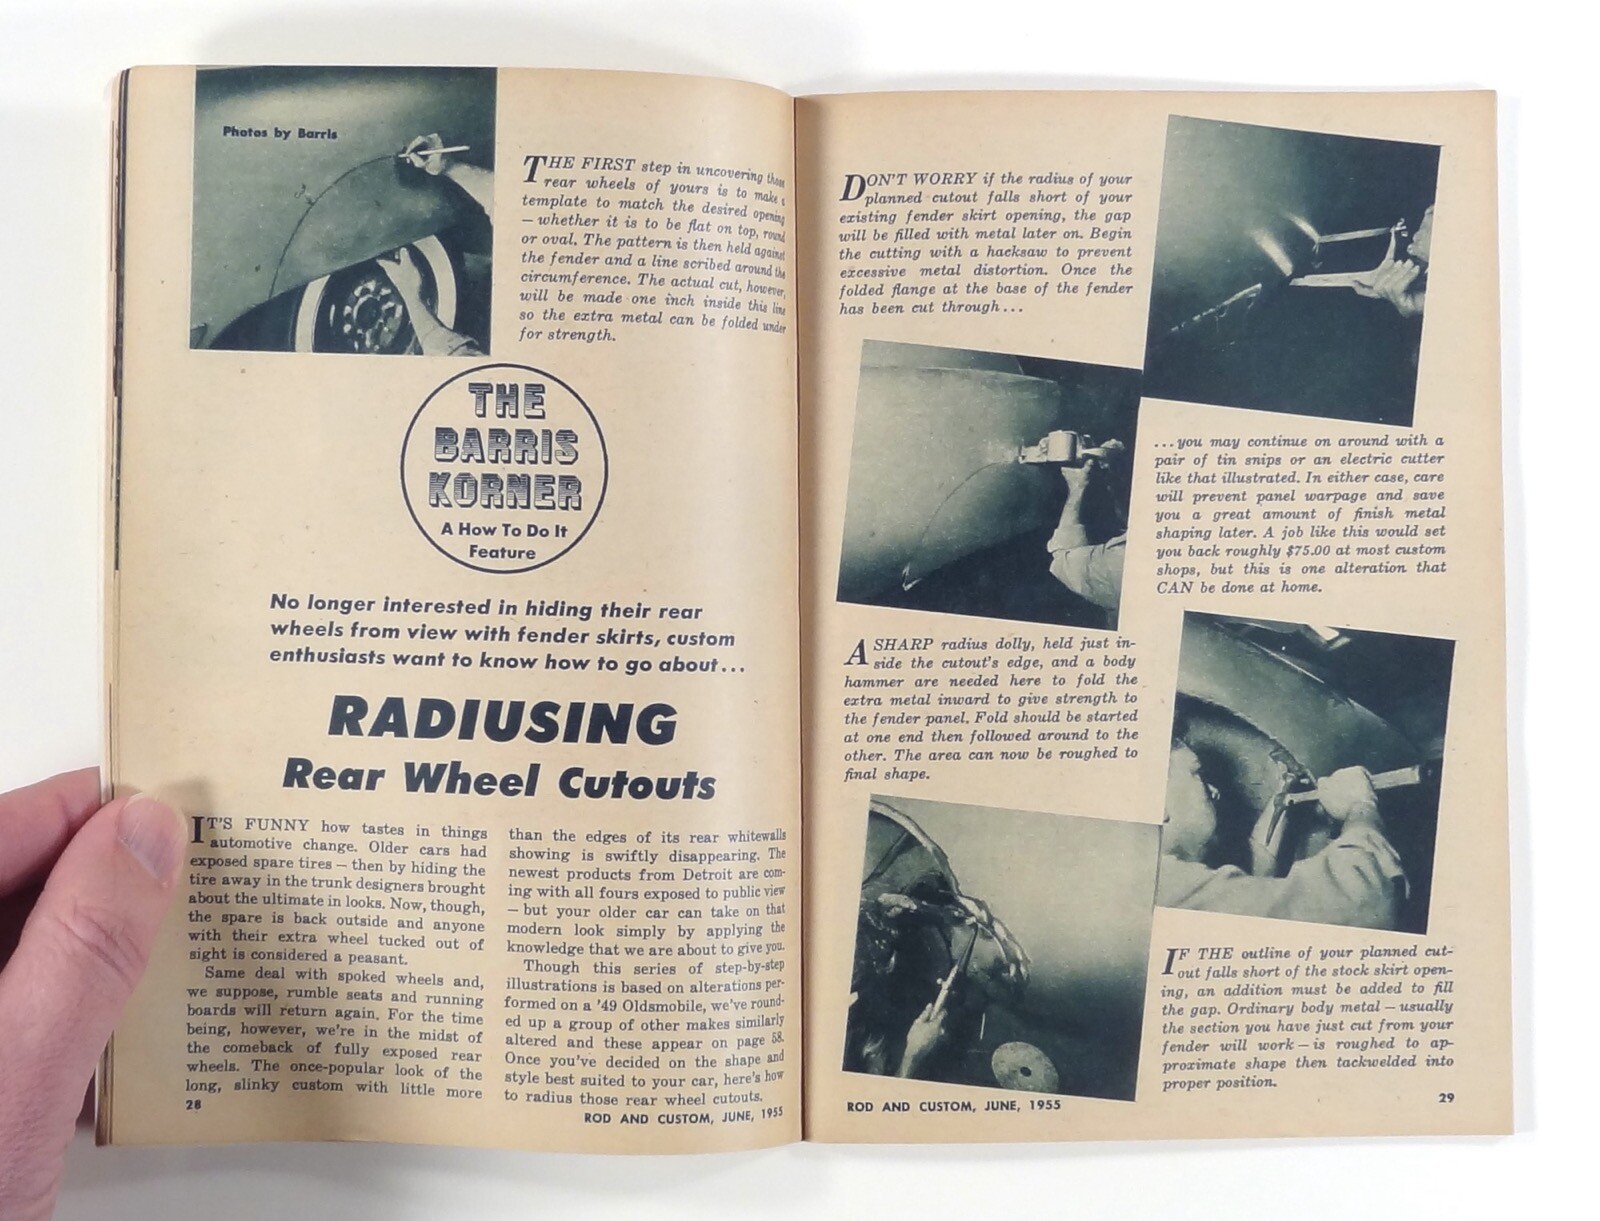 Photos by Barris
THE FIRST step in uncovering those
rear wheels of yours is to make a
template to match the desired opening
— whether it is to be flat on top, round
or oval. The pattern is then held against
the fender and a line scribed around the
circumference. The actual cut, however,
will be made one inch inside this line
so the extra metal can be folded under
for strength.
THE
BARRIS
KORNER
A How To Do It
Feature
No longer interested in hiding their rear
wheels from view with fender skirts, custom
enthusiasts want to know how to go about...
RADIUSING
Rear Wheel Cutouts
IT'S FUNNY how tastes in things
automotive change. Older cars had
exposed spare tires — then by hiding the
tire away in the trunk designers brought
about the ultimate in looks. Now, though,
the spare is back outside and anyone
with their extra wheel tucked out of
sight is considered a peasant.
Same deal with spoked wheels and,
we suppose, rumble seats and running
boards will return again. For the time
being, however, we're in the midst of
the comeback of fully exposed rear
wheels. The once-popular look of the
long, slinky custom with little more
than the edges of its rear whitewalls
showing is swiftly disappearing. The
newest products from Detroit are com-
ing with all fours exposed to public view
— but your older car can take on that
modern look simply by applying the
knowledge that we are about to give you.
Though this series of step-by-step
illustrations is based on alterations per-
formed on a '49 Oldsmobile, we've round-
ed up a group of other makes similarly
altered and these appear on page 58.
Once you've decided on the shape and
style best suited to your car, here's how
to radius those rear wheel cutouts.
28
ROD AND CUSTOM, JUNE, 1955
DON'T WORRY if the radius of your
planned cutout falls short of your
existing fender skirt opening, the gap
will be filled with metal later on. Begin
the cutting with a hacksaw to prevent
excessive metal distortion. Once the
folded flange at the base of the fender
has been cut through...
...you may continue on around with a
pair of tin snips or an electric cutter
like that illustrated. In either case, care
will prevent panel warpage and save
you a great amount of finish metal
shaping later. A job like this would set
you back roughly $75.00 at most custom
shops, but this is one alteration that
CAN be done at home.
A SHARP radius dolly, held just in-
side the cutout's edge, and a body
hammer are needed here to fold the
extra metal inward to give strength to
the fender panel. Fold should be started
at one end then followed around to the
other. The area can now be roughed to
final shape.
IF THE outline of your planned cut-
out falls short of the stock skirt open-
ing, an addition must be added to fill
the gap. Ordinary body metal — usually
the section you have just cut from your
fender will work — is roughed to ap-
proximate shape then tackwelded into
proper position.
ROD AND CUSTOM, JUNE, 1955
29